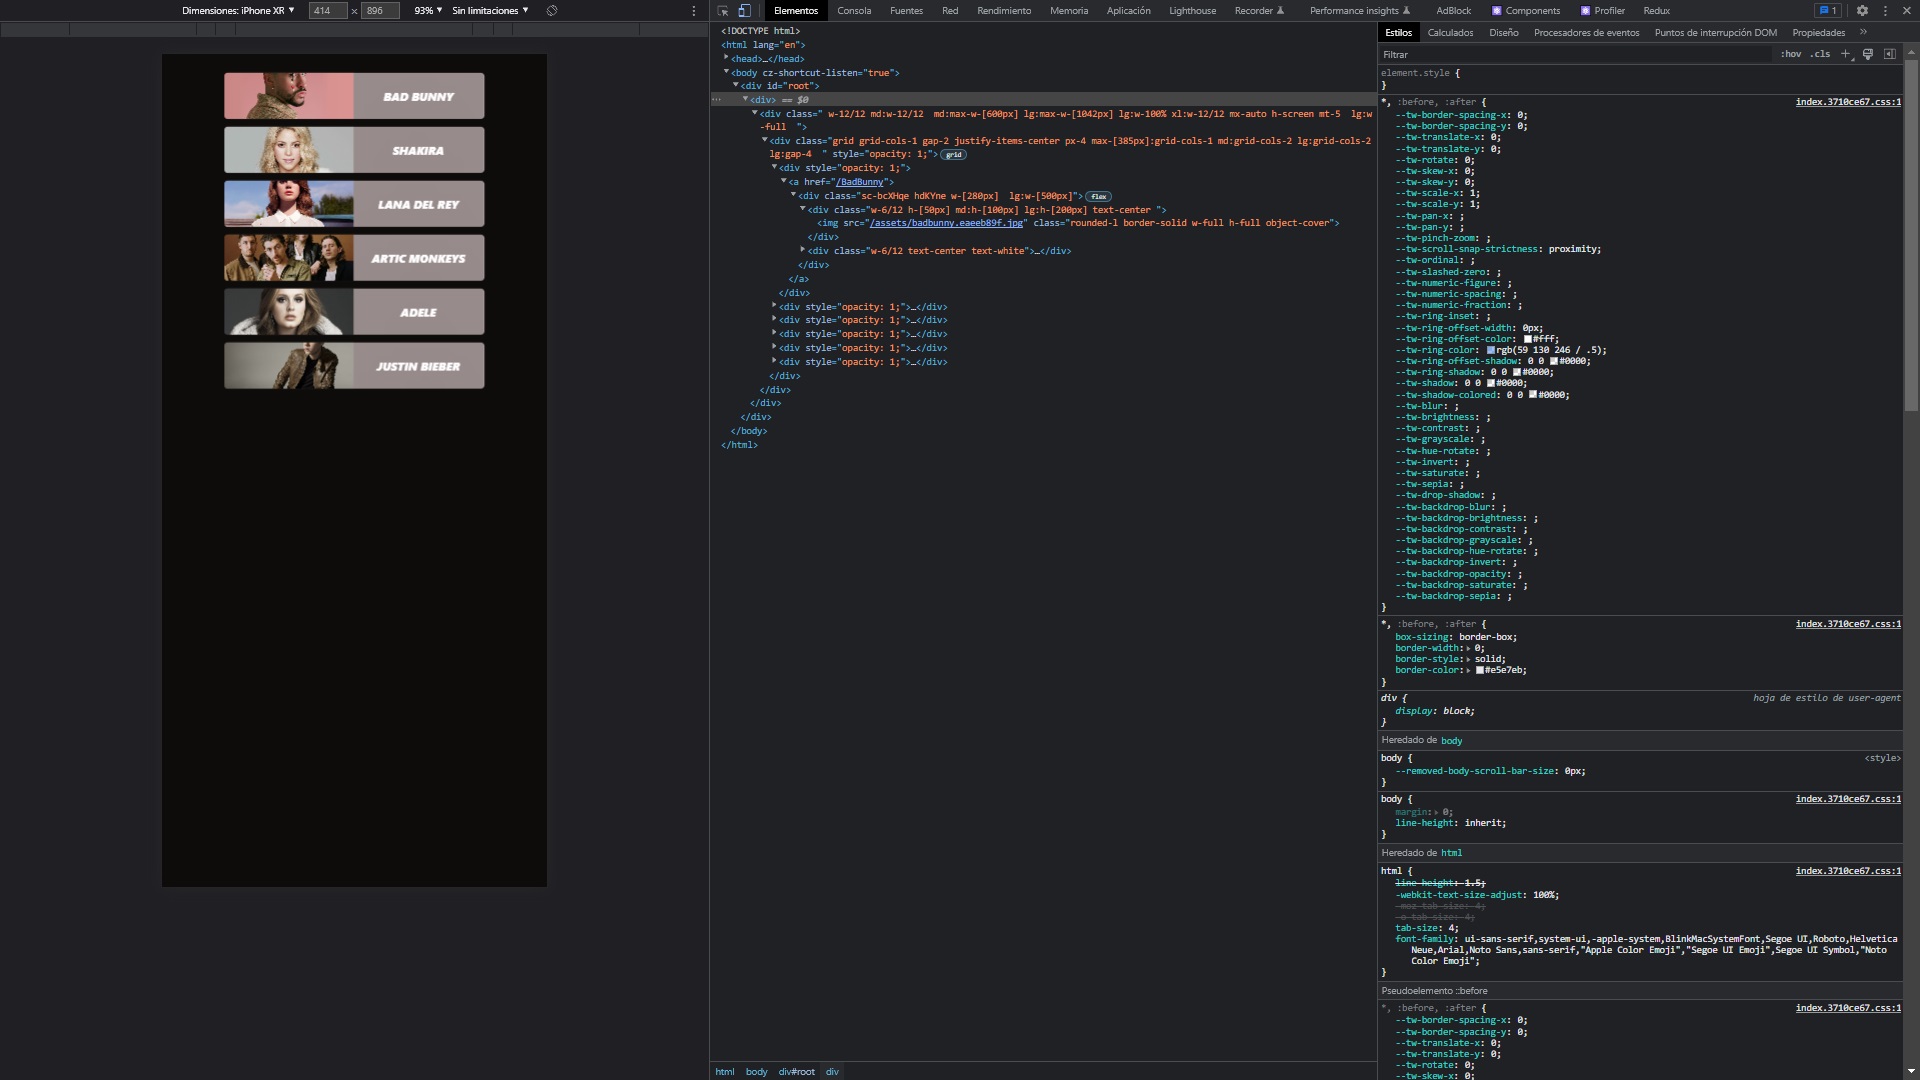 Dimensiones: iPhone XR ▼ 414 × 896 93% ▼ Sin limitaciones ▼
BAD BUNNY
SHAKIRA
LANA DEL REY
ARTIC MONKEYS
ADELE
JUSTIN BIEBER
Elementos Consola Fuentes Red Rendimiento Memoria Aplicación Lighthouse Recorder Performance insights AdBlock Components Profiler Redux 1
<!DOCTYPE html>
<html lang="en">
<head>…</head>
<body cz-shortcut-listen="true">
<div id="root">
… <div> == $0
<div class=" w-12/12 md:w-12/12  md:max-w-[600px] lg:max-w-[1042px] lg:w-100% xl:w-12/12 mx-auto h-screen mt-5  lg:w
-full  ">
<div class="grid grid-cols-1 gap-2 justify-items-center px-4 max-[385px]:grid-cols-1 md:grid-cols-2 lg:grid-cols-2
lg:gap-4  " style="opacity: 1;"> grid
<div style="opacity: 1;">
<a href="/BadBunny">
<div class="sc-bcXHqe hdKYne w-[280px]  lg:w-[500px]"> flex
<div class="w-6/12 h-[50px] md:h-[100px] lg:h-[200px] text-center ">
<img src="/assets/badbunny.eaeeb89f.jpg" class="rounded-l border-solid w-full h-full object-cover">
</div>
<div class="w-6/12 text-center text-white">…</div>
</div>
</a>
</div>
<div style="opacity: 1;">…</div>
<div style="opacity: 1;">…</div>
<div style="opacity: 1;">…</div>
<div style="opacity: 1;">…</div>
<div style="opacity: 1;">…</div>
</div>
</div>
</div>
</div>
</body>
</html>
html body div#root div
Estilos Calculados Diseño Procesadores de eventos Puntos de interrupción DOM Propiedades »
Filtrar :hov .cls +
element.style {
}
*, :before, :after { index.3710ce67.css:1
--tw-border-spacing-x: 0;
--tw-border-spacing-y: 0;
--tw-translate-x: 0;
--tw-translate-y: 0;
--tw-rotate: 0;
--tw-skew-x: 0;
--tw-skew-y: 0;
--tw-scale-x: 1;
--tw-scale-y: 1;
--tw-pan-x: ;
--tw-pan-y: ;
--tw-pinch-zoom: ;
--tw-scroll-snap-strictness: proximity;
--tw-ordinal: ;
--tw-slashed-zero: ;
--tw-numeric-figure: ;
--tw-numeric-spacing: ;
--tw-numeric-fraction: ;
--tw-ring-inset: ;
--tw-ring-offset-width: 0px;
--tw-ring-offset-color: #fff;
--tw-ring-color: rgb(59 130 246 / .5);
--tw-ring-offset-shadow: 0 0 #0000;
--tw-ring-shadow: 0 0 #0000;
--tw-shadow: 0 0 #0000;
--tw-shadow-colored: 0 0 #0000;
--tw-blur: ;
--tw-brightness: ;
--tw-contrast: ;
--tw-grayscale: ;
--tw-hue-rotate: ;
--tw-invert: ;
--tw-saturate: ;
--tw-sepia: ;
--tw-drop-shadow: ;
--tw-backdrop-blur: ;
--tw-backdrop-brightness: ;
--tw-backdrop-contrast: ;
--tw-backdrop-grayscale: ;
--tw-backdrop-hue-rotate: ;
--tw-backdrop-invert: ;
--tw-backdrop-opacity: ;
--tw-backdrop-saturate: ;
--tw-backdrop-sepia: ;
}
*, :before, :after { index.3710ce67.css:1
box-sizing: border-box;
border-width: 0;
border-style: solid;
border-color: #e5e7eb;
}
div { hoja de estilo de user-agent
display: block;
}
Heredado de body
body { <style>
--removed-body-scroll-bar-size: 0px;
}
body { index.3710ce67.css:1
margin: 0;
line-height: inherit;
}
Heredado de html
html { index.3710ce67.css:1
line-height: 1.5;
-webkit-text-size-adjust: 100%;
-moz-tab-size: 4;
-o-tab-size: 4;
tab-size: 4;
font-family: ui-sans-serif,system-ui,-apple-system,BlinkMacSystemFont,Segoe UI,Roboto,Helvetica
Neue,Arial,Noto Sans,sans-serif,"Apple Color Emoji","Segoe UI Emoji",Segoe UI Symbol,"Noto
Color Emoji";
}
Pseudoelemento ::before
*, :before, :after { index.3710ce67.css:1
--tw-border-spacing-x: 0;
--tw-border-spacing-y: 0;
--tw-translate-x: 0;
--tw-translate-y: 0;
--tw-rotate: 0;
--tw-skew-x: 0;